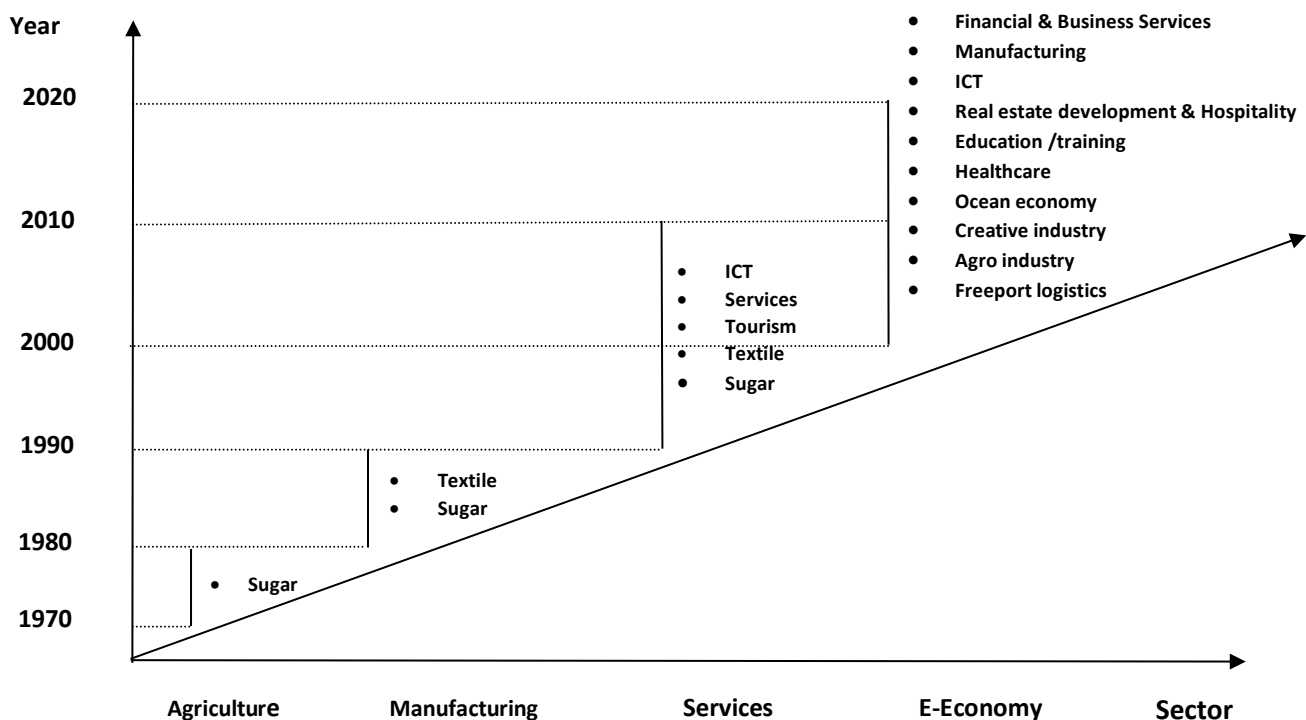 Year
2020
2010
2000
1990
1980
1970
• Financial & Business Services
• Manufacturing
• ICT
• Real estate development & Hospitality
• Education /training
• Healthcare
• Ocean economy
• Creative industry
• Agro industry
• Freeport logistics
• ICT
• Services
• Tourism
• Textile
• Sugar
• Textile
• Sugar
• Sugar
Agriculture Manufacturing Services E-Economy Sector